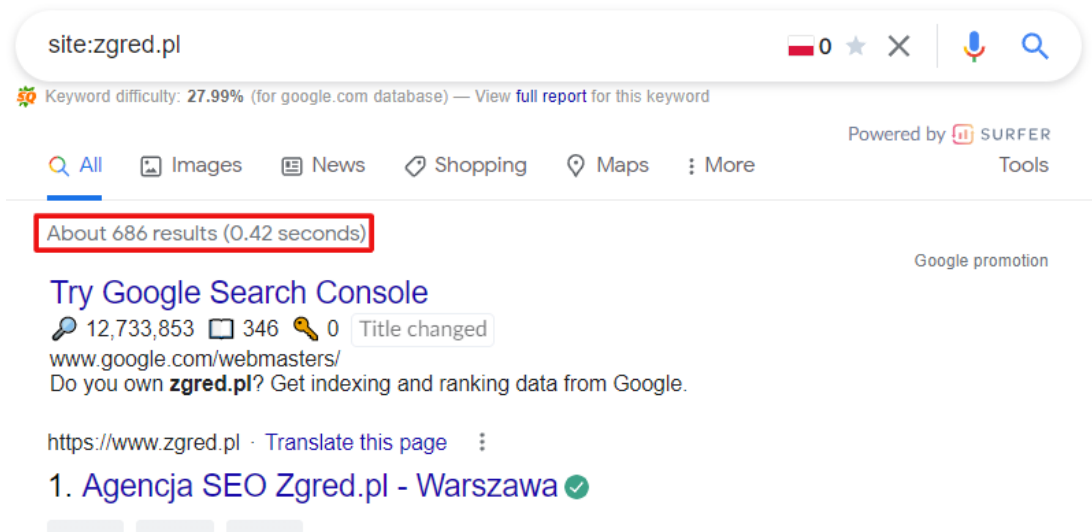 site:zgred.pl 0
SQ Keyword difficulty: 27.99% (for google.com database) — View full report for this keyword
Powered by SURFER
All Images News Shopping Maps More Tools
About 686 results (0.42 seconds)
Google promotion
Try Google Search Console
12,733,853 346 0 Title changed
www.google.com/webmasters/
Do you own zgred.pl? Get indexing and ranking data from Google.
https://www.zgred.pl · Translate this page
1. Agencja SEO Zgred.pl - Warszawa